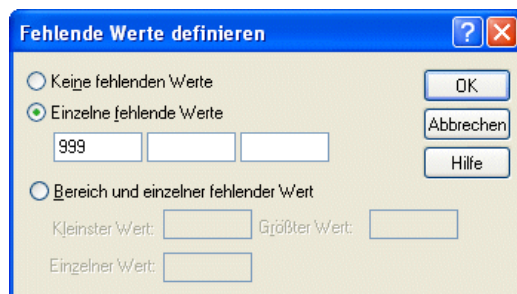 Fehlende Werte definieren
Keine fehlenden Werte
OK
Einzelne fehlende Werte
Abbrechen
999
Hilfe
Bereich und einzelner fehlender Wert
Kleinster Wert: Größter Wert:
Einzelner Wert: